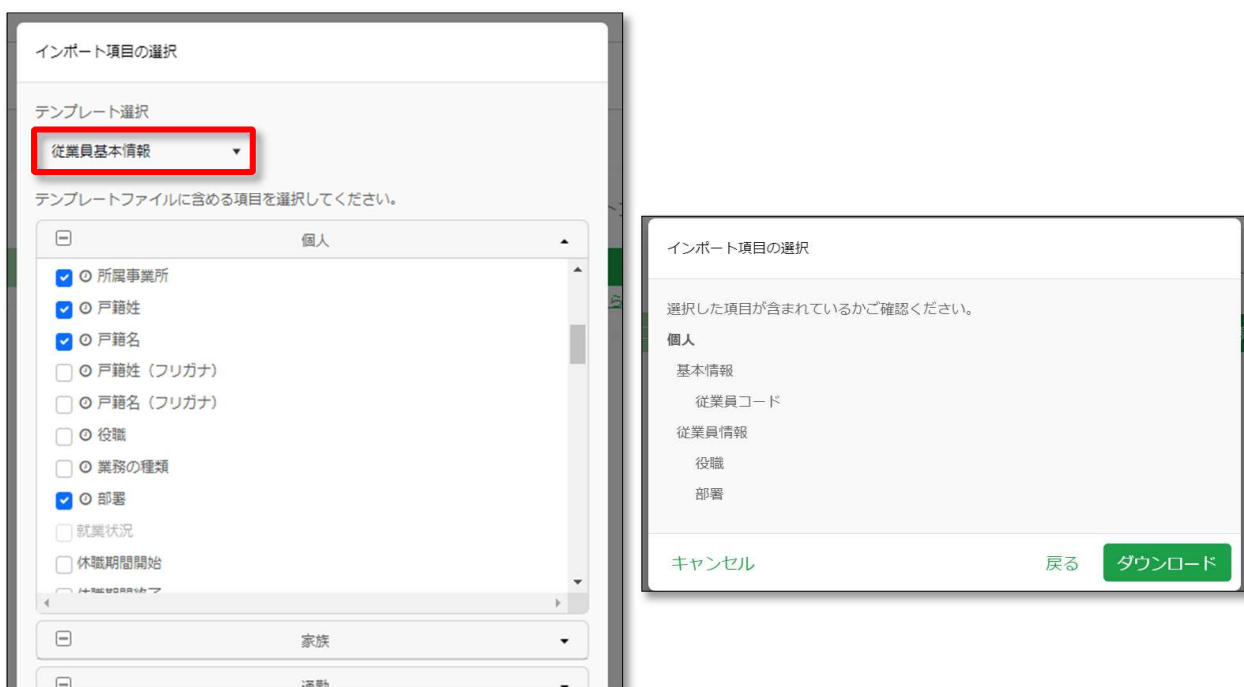 インポート項目の選択
テンプレート選択
従業員基本情報
テンプレートファイルに含める項目を選択してください。
個人
所属事業所
戸籍姓
戸籍名
戸籍姓（フリガナ）
戸籍名（フリガナ）
役職
業務の種類
部署
就業状況
休職期間開始
休職期間終了
家族
通勤
インポート項目の選択
選択した項目が含まれているかご確認ください。
個人
基本情報
従業員コード
従業員情報
役職
部署
キャンセル
戻る
ダウンロード